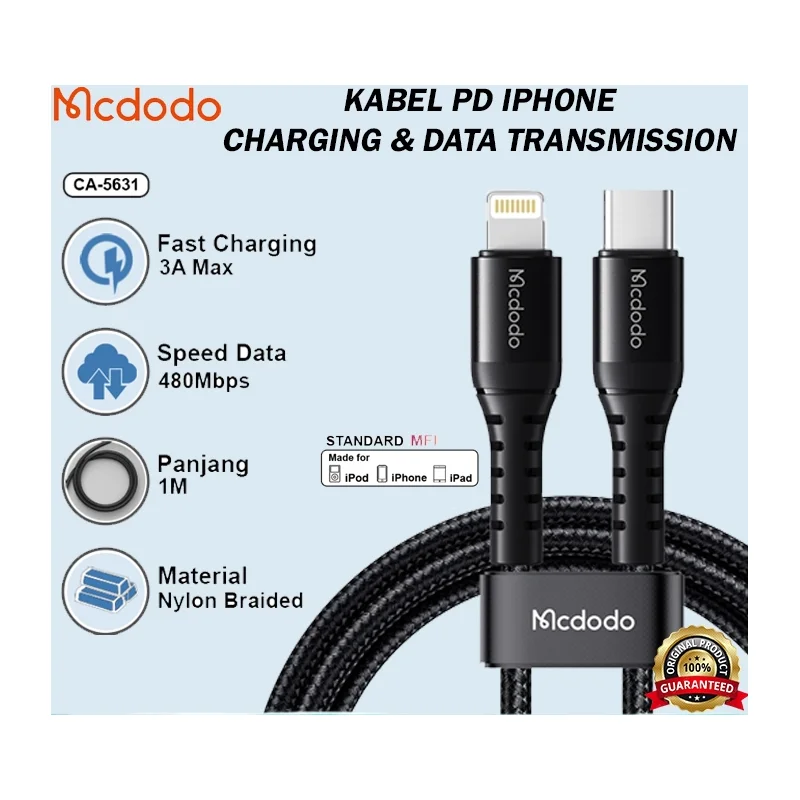 Mcdodo
KABEL PD IPHONE
CHARGING & DATA TRANSMISSION
CA-5631
Fast Charging
3A Max
Speed Data
480Mbps
Panjang
1M
Material
Nylon Braided
STANDARD MFI
Made for
iPod iPhone iPad
Mcdodo
Mcdodo
Mcdodo
ORIGINAL PRODUCT
100%
GUARANTEED